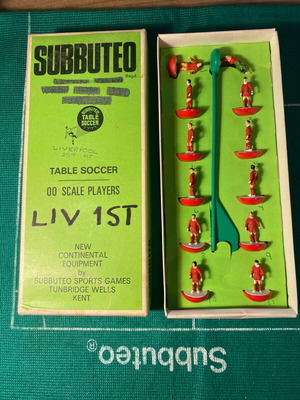 SUBBUTEO
Regd.
SUBBUTEO
TABLE
SOCCER
LIVERPOOL
TABLE SOCCER
00 SCALE PLAYERS
LIV 1ST
NEW
CONTINENTAL
EQUIPMENT
by
SUBBUTEO SPORTS GAMES
TUNBRIDGE WELLS
KENT
Subbuteo®